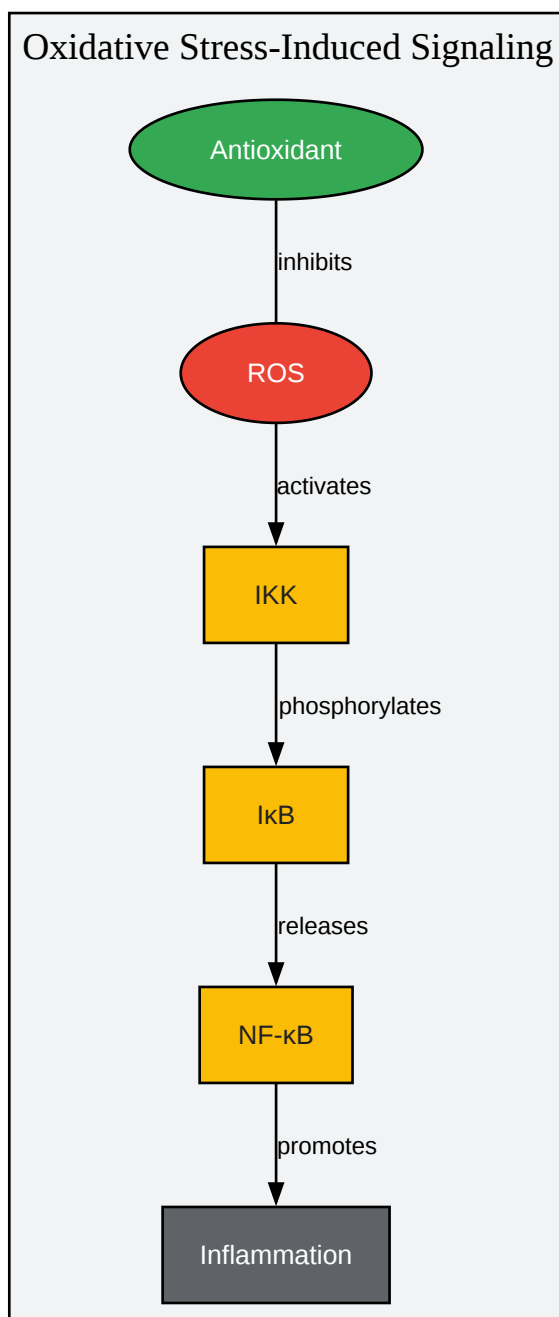 Oxidative Stress-Induced Signaling
Antioxidant
inhibits
ROS
activates
IKK
phosphorylates
IκB
releases
NF-κB
promotes
Inflammation